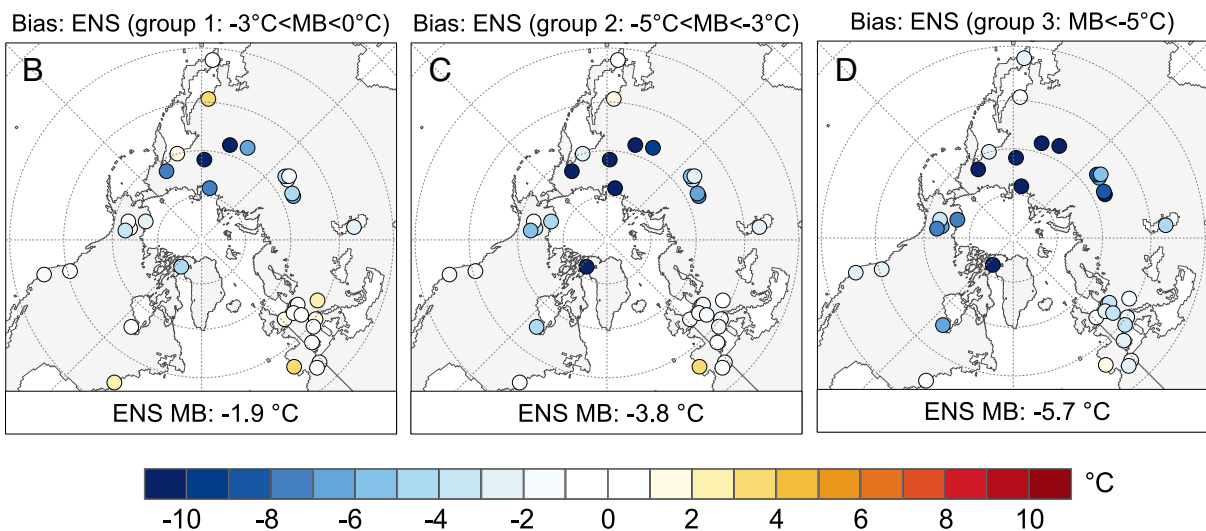 Bias: ENS (group 1: -3°C<MB<0°C)
Bias: ENS (group 2: -5°C<MB<-3°C)
Bias: ENS (group 3: MB<-5°C)
B
C
D
ENS MB: -1.9 °C
ENS MB: -3.8 °C
ENS MB: -5.7 °C
°C
-10 -8 -6 -4 -2 0 2 4 6 8 10